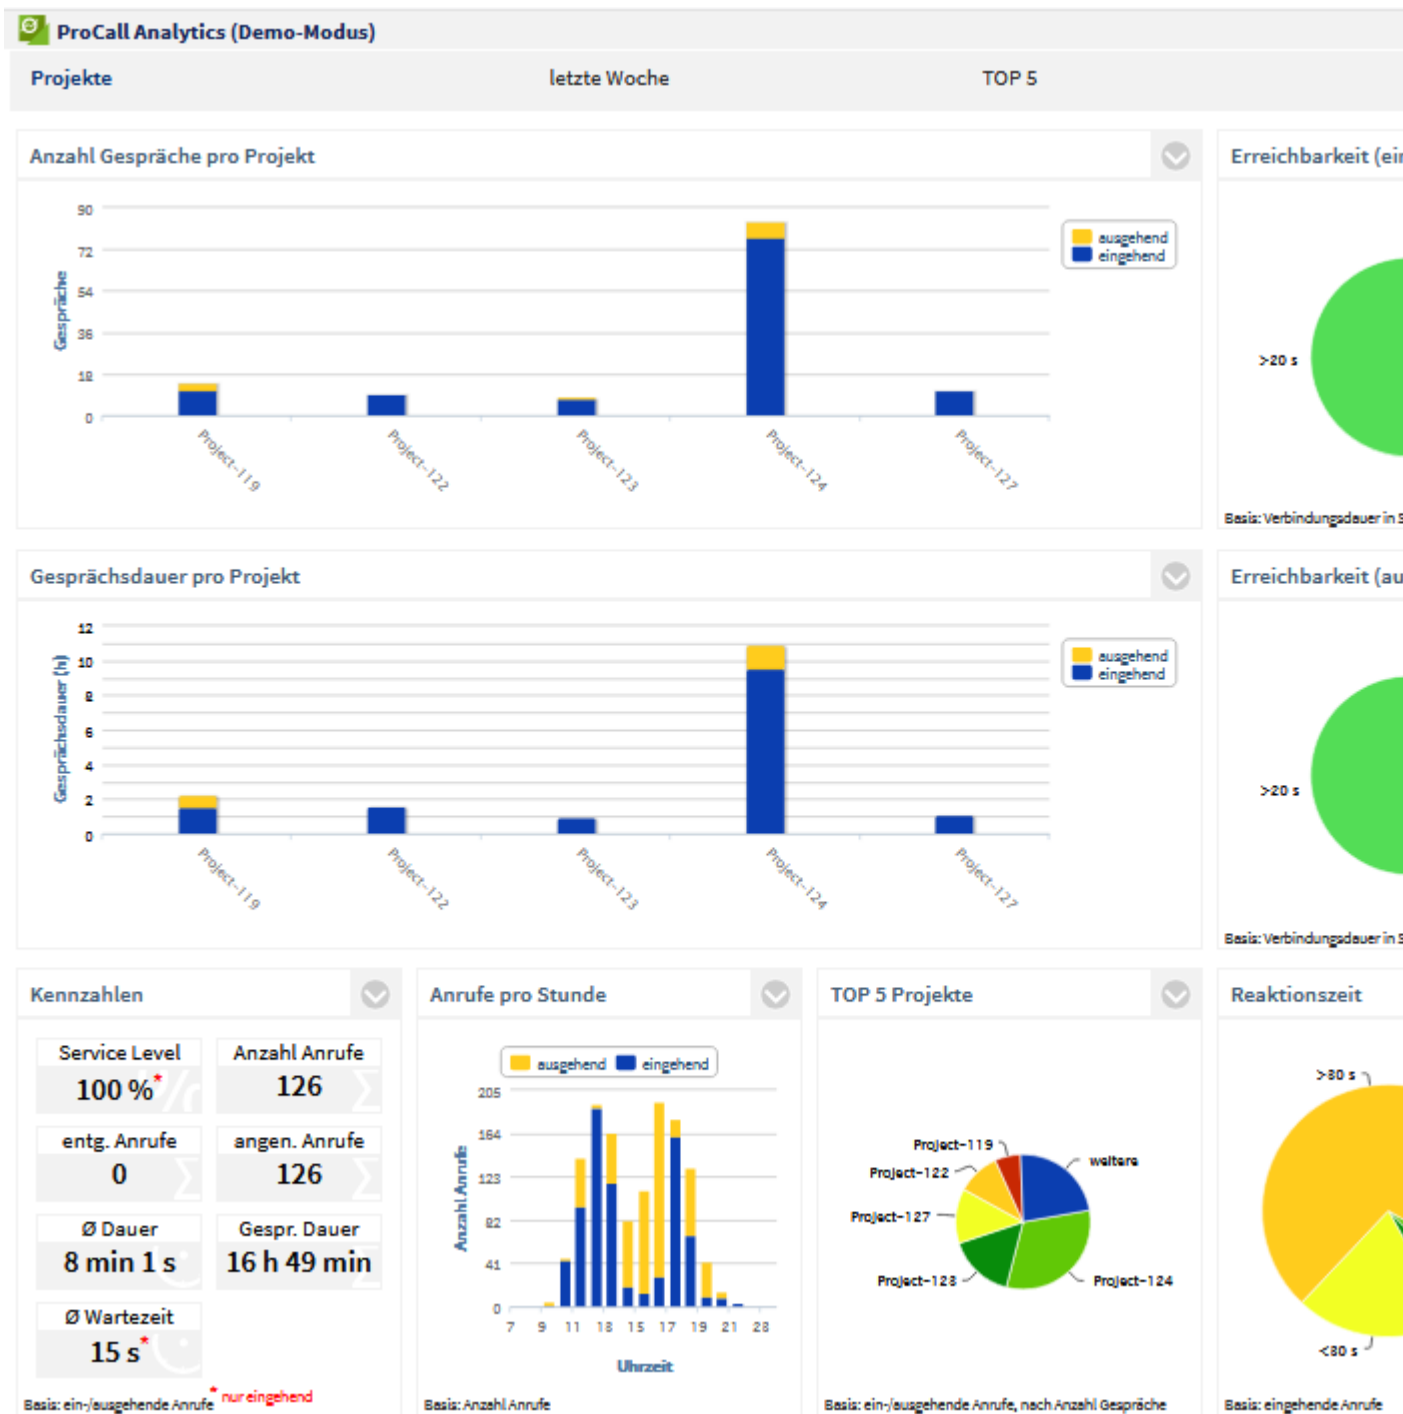 ProCall Analytics (Demo-Modus)
Projekte letzte Woche TOP 5
Anzahl Gespräche pro Projekt
90
72
54
36
18
0
Gespräche
ausgehend
eingehend
Project-119
Project-122
Project-123
Project-124
Project-127
Erreichbarkeit (ein
>20 s
Basis: Verbindungsdauer in S
Gesprächsdauer pro Projekt
12
10
8
6
4
2
0
Gesprächsdauer (h)
ausgehend
eingehend
Project-119
Project-122
Project-123
Project-124
Project-127
Erreichbarkeit (au
>20 s
Basis: Verbindungsdauer in S
Kennzahlen
Service Level
100 %*
Anzahl Anrufe
126
entg. Anrufe
0
angen. Anrufe
126
Ø Dauer
8 min 1 s
Gespr. Dauer
16 h 49 min
Ø Wartezeit
15 s*
Basis: ein-/ausgehende Anrufe * nur eingehend
Anrufe pro Stunde
ausgehend eingehend
205
164
123
82
41
0
Anzahl Anrufe
7 9 11 13 15 17 19 21 23
Uhrzeit
Basis: Anzahl Anrufe
TOP 5 Projekte
Project-119
weitere
Project-122
Project-127
Project-123
Project-124
Basis: ein-/ausgehende Anrufe, nach Anzahl Gespräche
Reaktionszeit
>30 s
<30 s
Basis: eingehende Anrufe